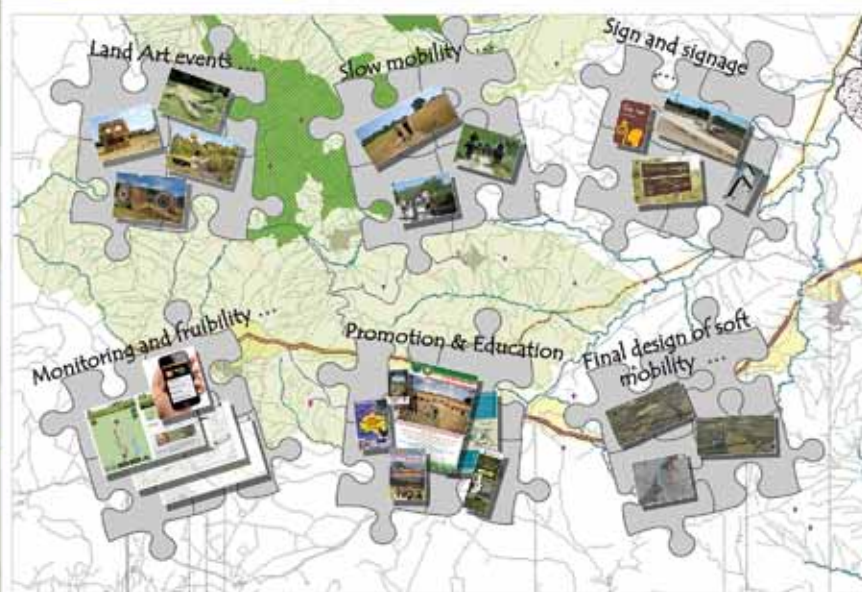 Land Art events ...
Slow mobility ...
Sign and signage
...
Monitoring and fruibility ...
Promotion & Education
Final design of soft
mobility ...